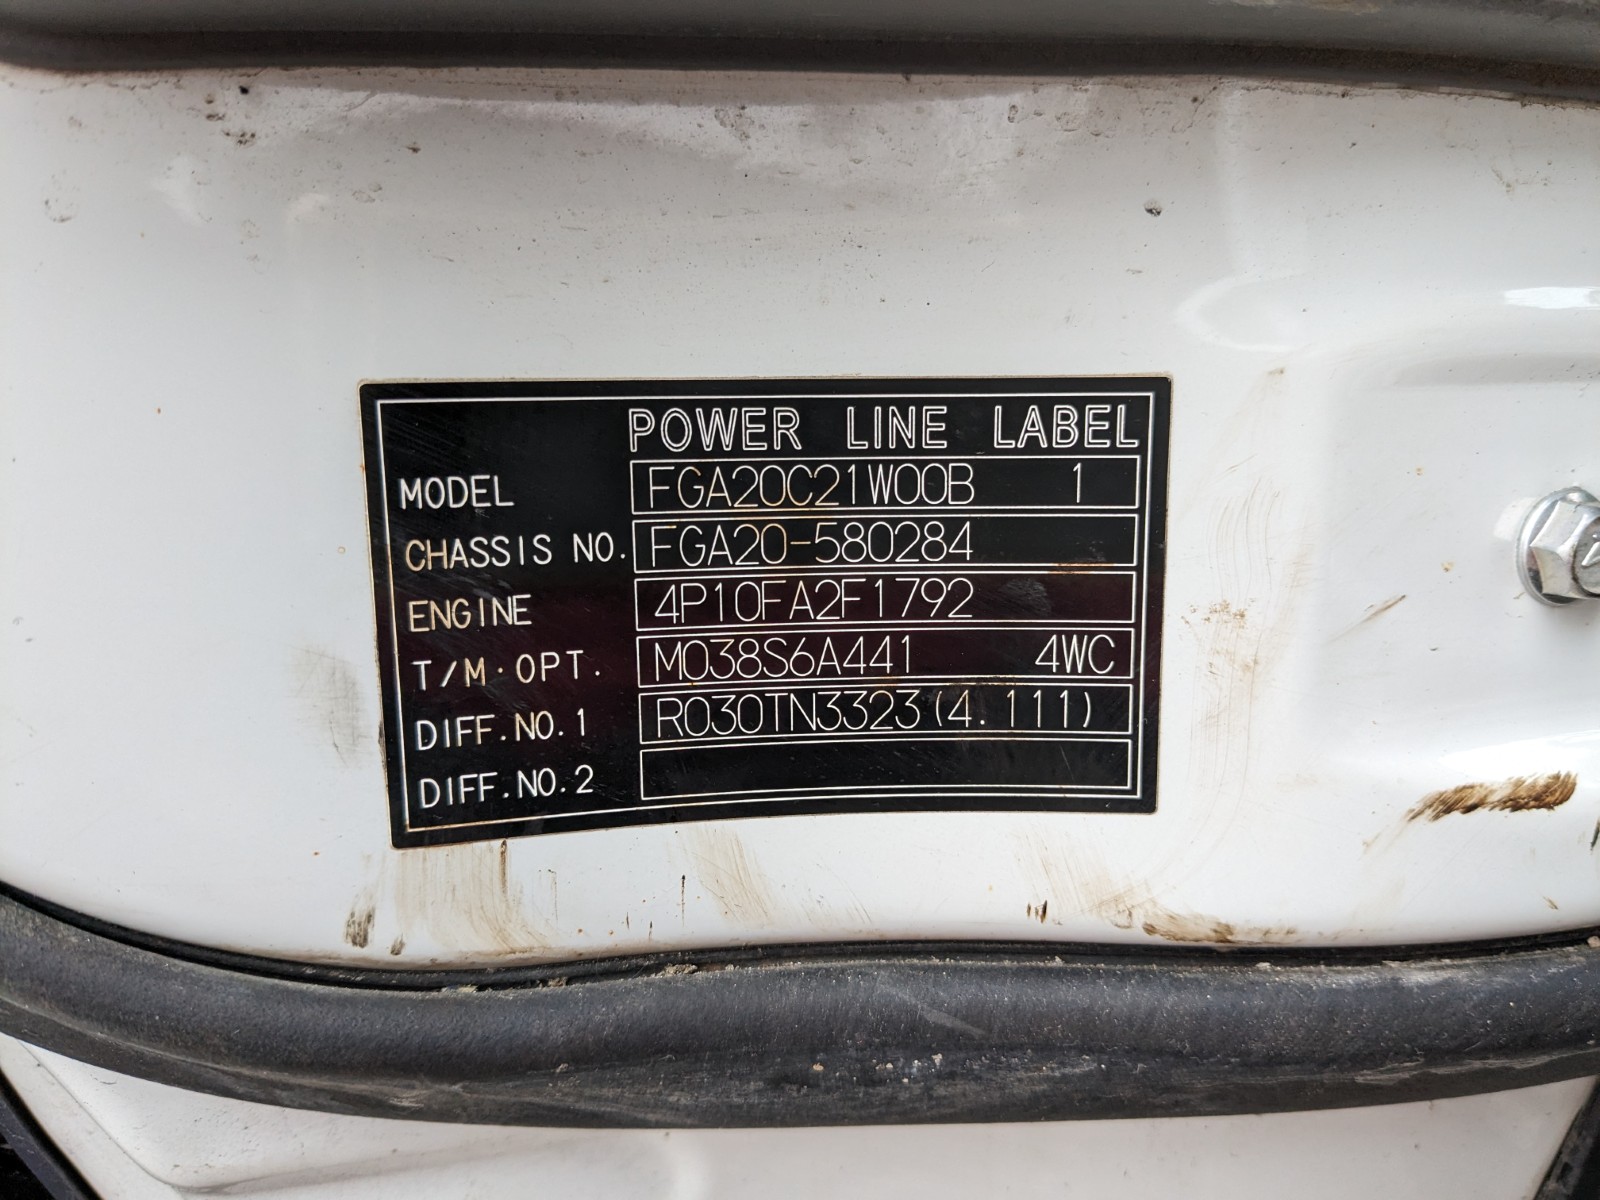 POWER LINE LABEL
MODEL FGA20C21W00B 1
CHASSIS NO. FGA20-580284
ENGINE 4P10FA2F1792
T/M·OPT. M038S6A441 4WC
DIFF.NO.1 R030TN3323(4.111)
DIFF.NO.2